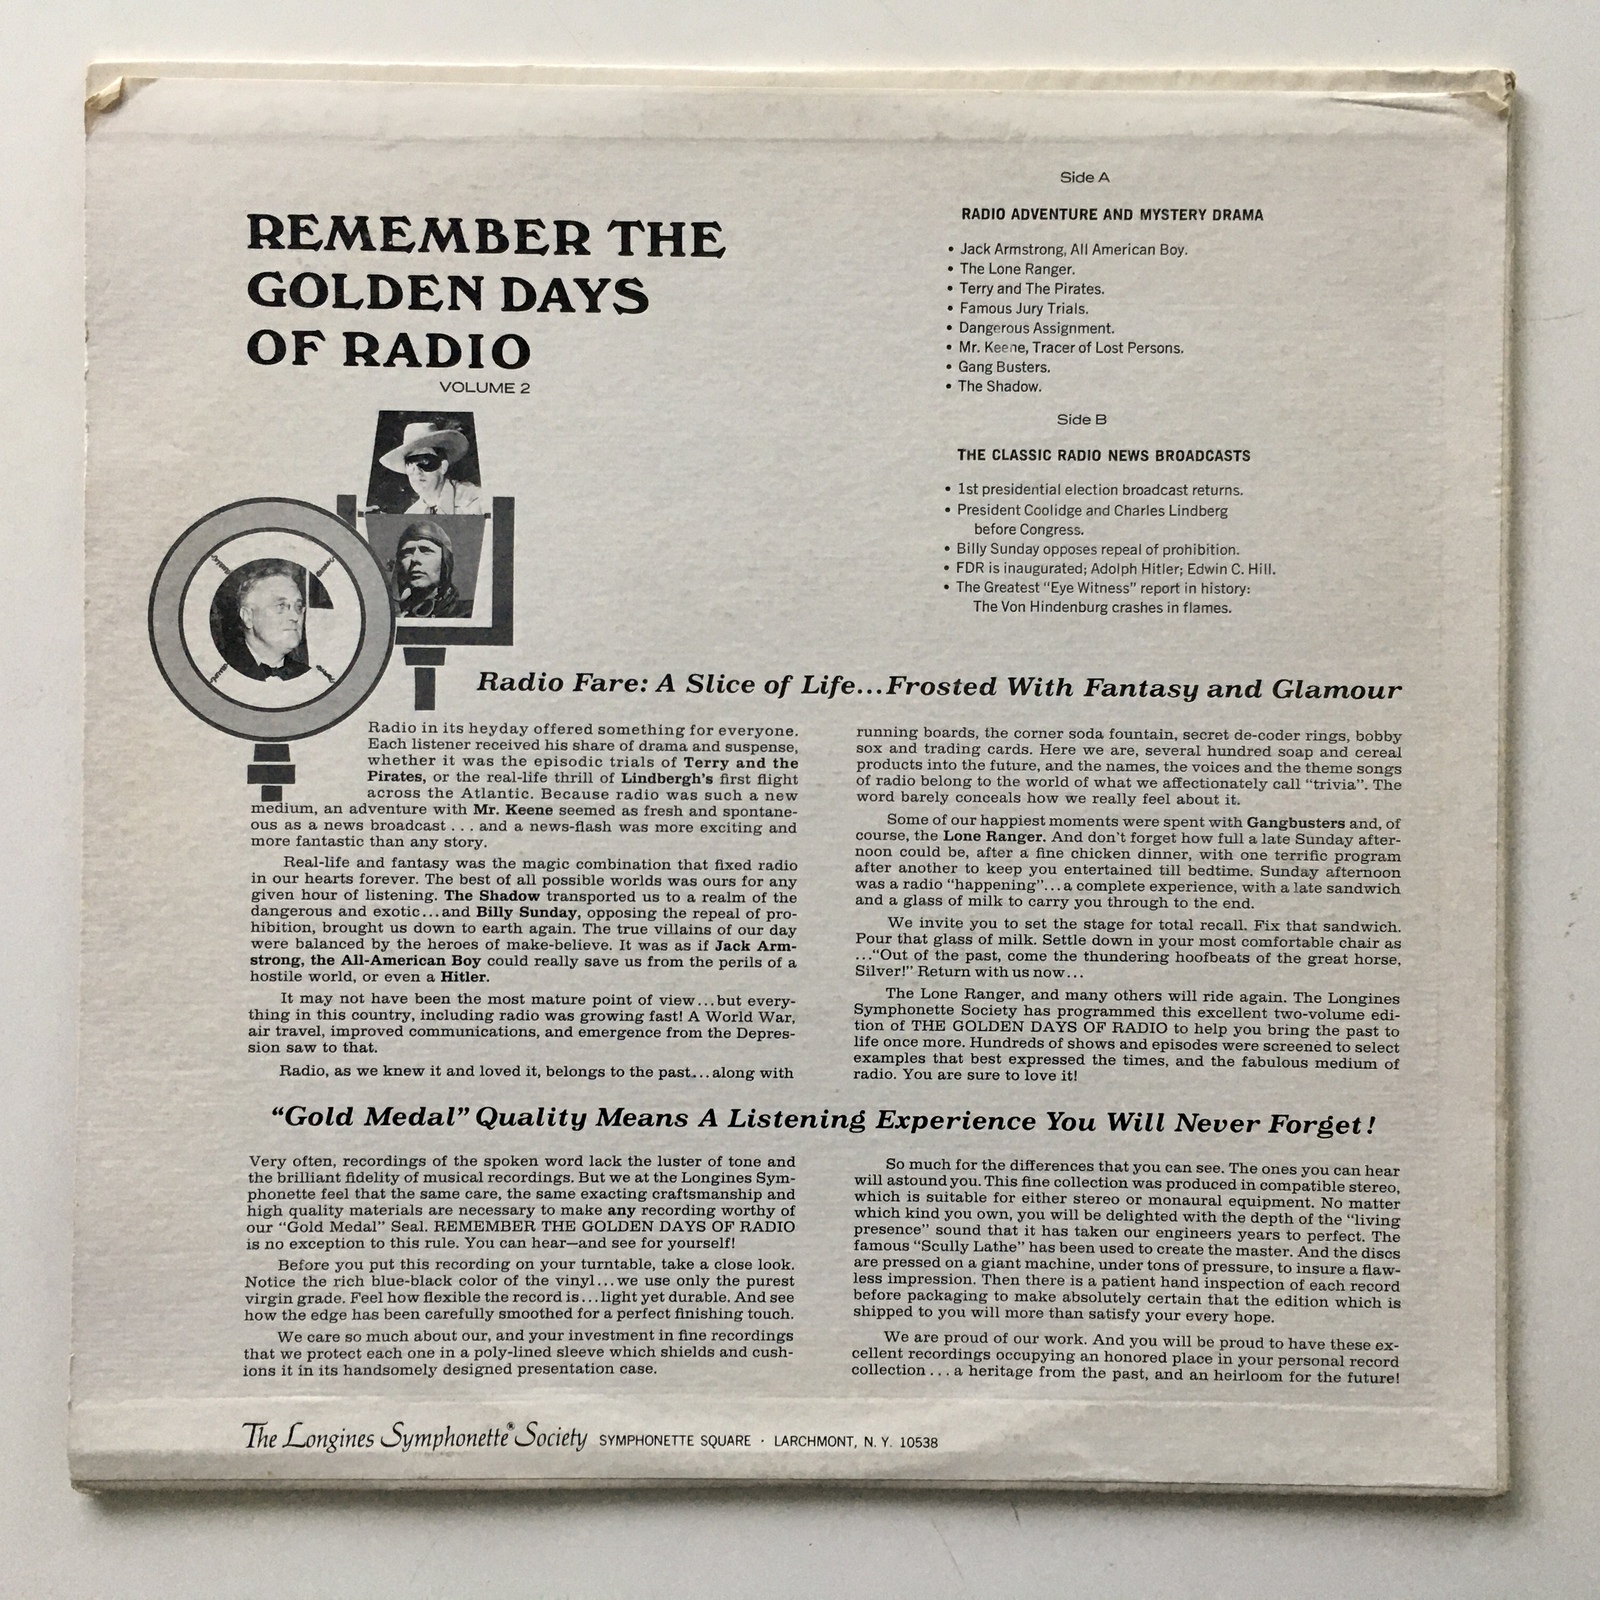 REMEMBER THE
GOLDEN DAYS
OF RADIO
VOLUME 2
Side A
RADIO ADVENTURE AND MYSTERY DRAMA
• Jack Armstrong, All American Boy.
• The Lone Ranger.
• Terry and The Pirates.
• Famous Jury Trials.
• Dangerous Assignment.
• Mr. Keene, Tracer of Lost Persons.
• Gang Busters.
• The Shadow.
Side B
THE CLASSIC RADIO NEWS BROADCASTS
• 1st presidential election broadcast returns.
• President Coolidge and Charles Lindberg
before Congress.
• Billy Sunday opposes repeal of prohibition.
• FDR is inaugurated; Adolph Hitler; Edwin C. Hill.
• The Greatest “Eye Witness” report in history:
The Von Hindenburg crashes in flames.
Radio Fare: A Slice of Life...Frosted With Fantasy and Glamour
Radio in its heyday offered something for everyone.
Each listener received his share of drama and suspense,
whether it was the episodic trials of Terry and the
Pirates, or the real-life thrill of Lindbergh's first flight
across the Atlantic. Because radio was such a new
medium, an adventure with Mr. Keene seemed as fresh and spontane-
ous as a news broadcast . . . and a news-flash was more exciting and
more fantastic than any story.
Real-life and fantasy was the magic combination that fixed radio
in our hearts forever. The best of all possible worlds was ours for any
given hour of listening. The Shadow transported us to a realm of the
dangerous and exotic...and Billy Sunday, opposing the repeal of pro-
hibition, brought us down to earth again. The true villains of our day
were balanced by the heroes of make-believe. It was as if Jack Arm-
strong, the All-American Boy could really save us from the perils of a
hostile world, or even a Hitler.
It may not have been the most mature point of view...but every-
thing in this country, including radio was growing fast! A World War,
air travel, improved communications, and emergence from the Depres-
sion saw to that.
Radio, as we knew it and loved it, belongs to the past...along with
running boards, the corner soda fountain, secret de-coder rings, bobby
sox and trading cards. Here we are, several hundred soap and cereal
products into the future, and the names, the voices and the theme songs
of radio belong to the world of what we affectionately call “trivia”. The
word barely conceals how we really feel about it.
Some of our happiest moments were spent with Gangbusters and, of
course, the Lone Ranger. And don't forget how full a late Sunday after-
noon could be, after a fine chicken dinner, with one terrific program
after another to keep you entertained till bedtime. Sunday afternoon
was a radio “happening”...a complete experience, with a late sandwich
and a glass of milk to carry you through to the end.
We invite you to set the stage for total recall. Fix that sandwich.
Pour that glass of milk. Settle down in your most comfortable chair as
...“Out of the past, come the thundering hoofbeats of the great horse,
Silver!” Return with us now...
The Lone Ranger, and many others will ride again. The Longines
Symphonette Society has programmed this excellent two-volume edi-
tion of THE GOLDEN DAYS OF RADIO to help you bring the past to
life once more. Hundreds of shows and episodes were screened to select
examples that best expressed the times, and the fabulous medium of
radio. You are sure to love it!
“Gold Medal” Quality Means A Listening Experience You Will Never Forget!
Very often, recordings of the spoken word lack the luster of tone and
the brilliant fidelity of musical recordings. But we at the Longines Sym-
phonette feel that the same care, the same exacting craftsmanship and
high quality materials are necessary to make any recording worthy of
our “Gold Medal” Seal. REMEMBER THE GOLDEN DAYS OF RADIO
is no exception to this rule. You can hear—and see for yourself!
Before you put this recording on your turntable, take a close look.
Notice the rich blue-black color of the vinyl...we use only the purest
virgin grade. Feel how flexible the record is...light yet durable. And see
how the edge has been carefully smoothed for a perfect finishing touch.
We care so much about our, and your investment in fine recordings
that we protect each one in a poly-lined sleeve which shields and cush-
ions it in its handsomely designed presentation case.
So much for the differences that you can see. The ones you can hear
will astound you. This fine collection was produced in compatible stereo,
which is suitable for either stereo or monaural equipment. No matter
which kind you own, you will be delighted with the depth of the “living
presence” sound that it has taken our engineers years to perfect. The
famous “Scully Lathe” has been used to create the master. And the discs
are pressed on a giant machine, under tons of pressure, to insure a flaw-
less impression. Then there is a patient hand inspection of each record
before packaging to make absolutely certain that the edition which is
shipped to you will more than satisfy your every hope.
We are proud of our work. And you will be proud to have these ex-
cellent recordings occupying an honored place in your personal record
collection . . . a heritage from the past, and an heirloom for the future!
The Longines Symphonette® Society SYMPHONETTE SQUARE · LARCHMONT, N. Y. 10538